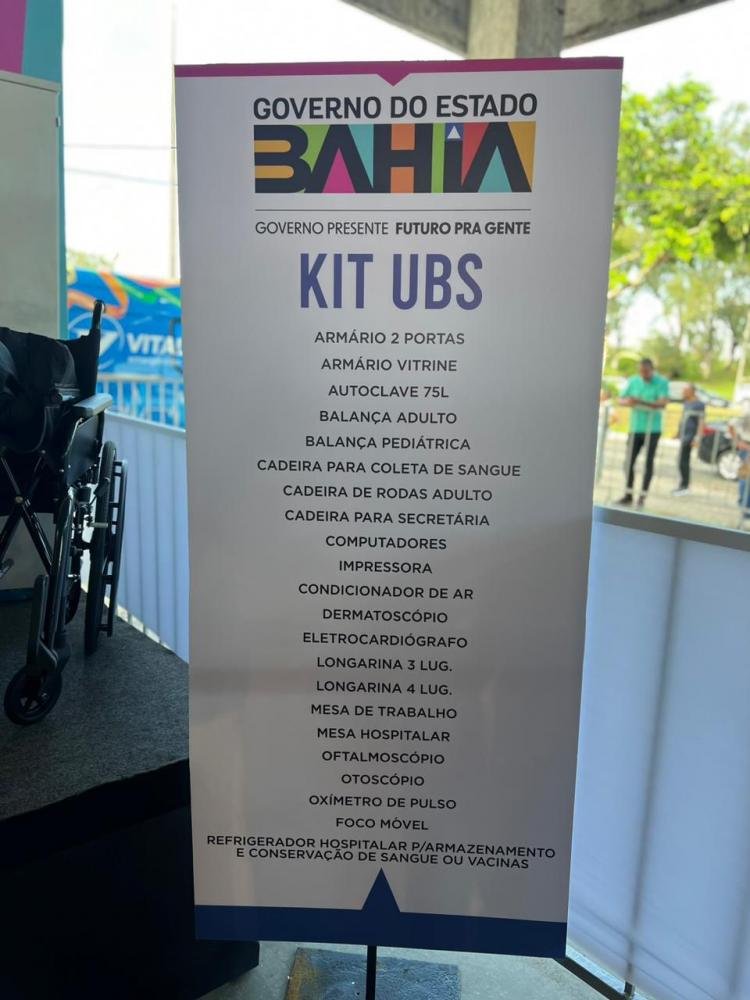 GOVERNO DO ESTADO
BAHIA
GOVERNO PRESENTE FUTURO PRA GENTE
KIT UBS
ARMÁRIO 2 PORTAS
ARMÁRIO VITRINE
AUTOCLAVE 75L
BALANÇA ADULTO
BALANÇA PEDIÁTRICA
CADEIRA PARA COLETA DE SANGUE
CADEIRA DE RODAS ADULTO
CADEIRA PARA SECRETÁRIA
COMPUTADORES
IMPRESSORA
CONDICIONADOR DE AR
DERMATOSCÓPIO
ELETROCARDIÓGRAFO
LONGARINA 3 LUG.
LONGARINA 4 LUG.
MESA DE TRABALHO
MESA HOSPITALAR
OFTALMOSCÓPIO
OTOSCÓPIO
OXÍMETRO DE PULSO
FOCO MÓVEL
REFRIGERADOR HOSPITALAR P/ARMAZENAMENTO
E CONSERVAÇÃO DE SANGUE OU VACINAS